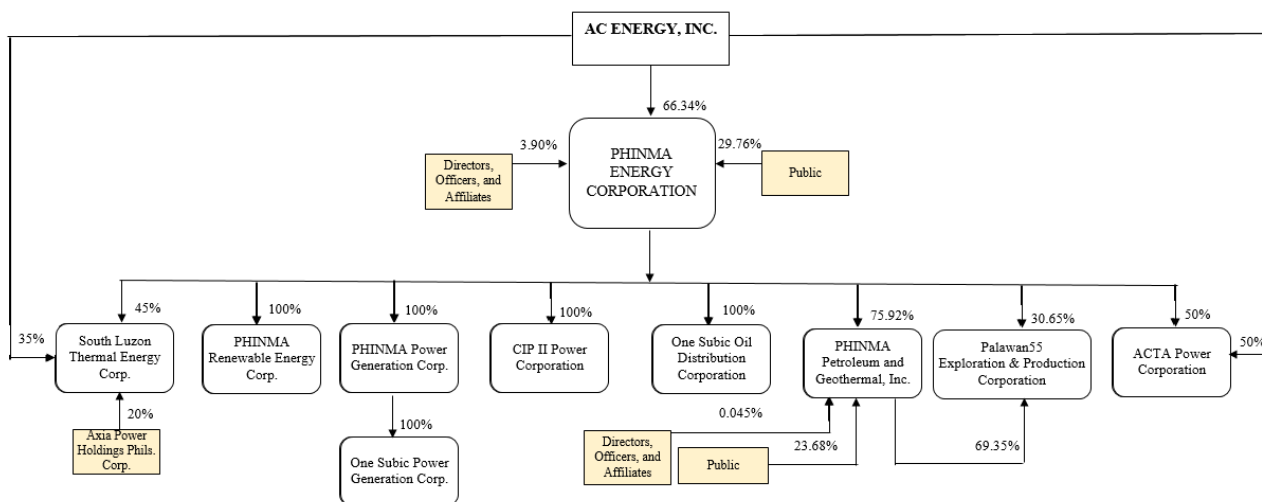 AC ENERGY, INC.
66.34%
3.90%
29.76%
Directors,
Officers, and
Affiliates
PHINMA
ENERGY
CORPORATION
Public
45%
100%
100%
100%
100%
75.92%
30.65%
50%
35%
50%
South Luzon
Thermal Energy
Corp.
PHINMA
Renewable Energy
Corp.
PHINMA Power
Generation Corp.
CIP II Power
Corporation
One Subic Oil
Distribution
Corporation
PHINMA
Petroleum and
Geothermal, Inc.
Palawan55
Exploration & Production
Corporation
ACTA Power
Corporation
20%
100%
0.045%
23.68%
69.35%
Axia Power
Holdings Phils.
Corp.
One Subic Power
Generation Corp.
Directors,
Officers, and
Affiliates
Public